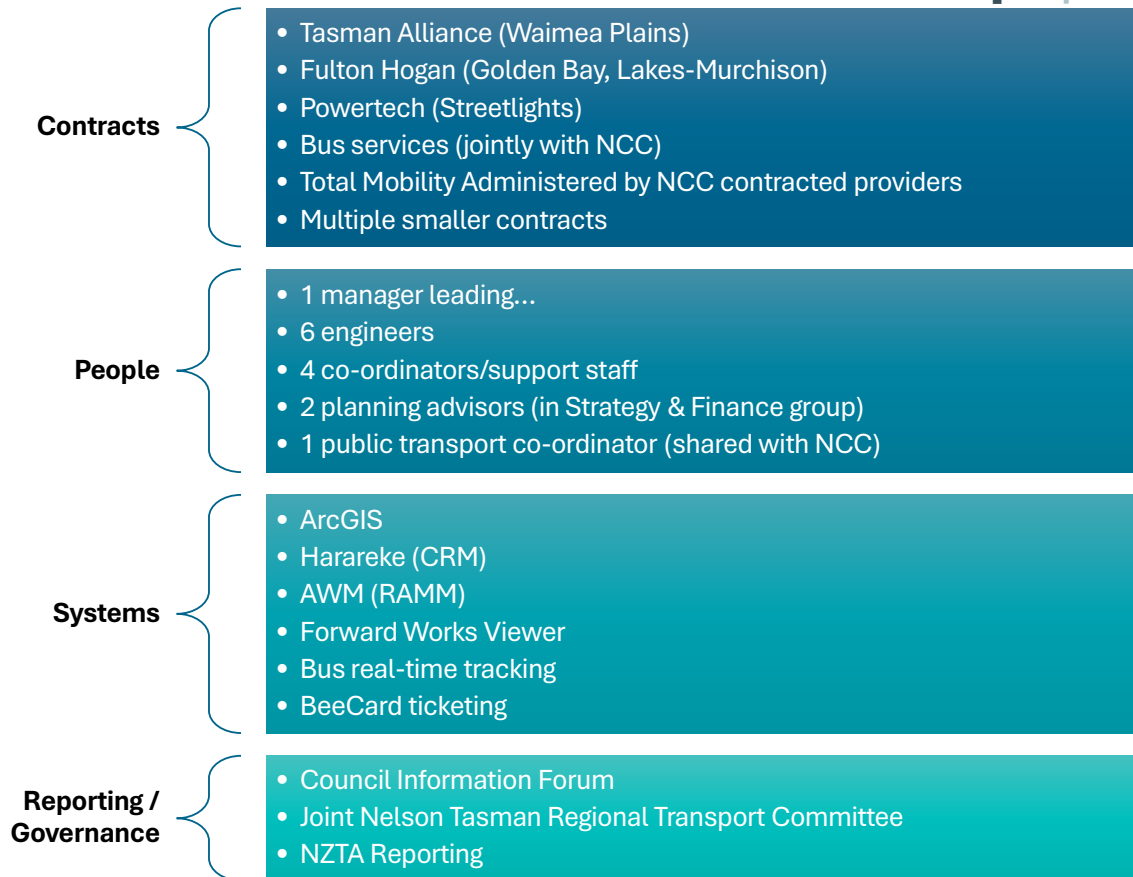 Contracts
• Tasman Alliance (Waimea Plains)
• Fulton Hogan (Golden Bay, Lakes-Murchison)
• Powertech (Streetlights)
• Bus services (jointly with NCC)
• Total Mobility Administered by NCC contracted providers
• Multiple smaller contracts
People
• 1 manager leading...
• 6 engineers
• 4 co-ordinators/support staff
• 2 planning advisors (in Strategy & Finance group)
• 1 public transport co-ordinator (shared with NCC)
Systems
• ArcGIS
• Harareke (CRM)
• AWM (RAMM)
• Forward Works Viewer
• Bus real-time tracking
• BeeCard ticketing
Reporting /
Governance
• Council Information Forum
• Joint Nelson Tasman Regional Transport Committee
• NZTA Reporting